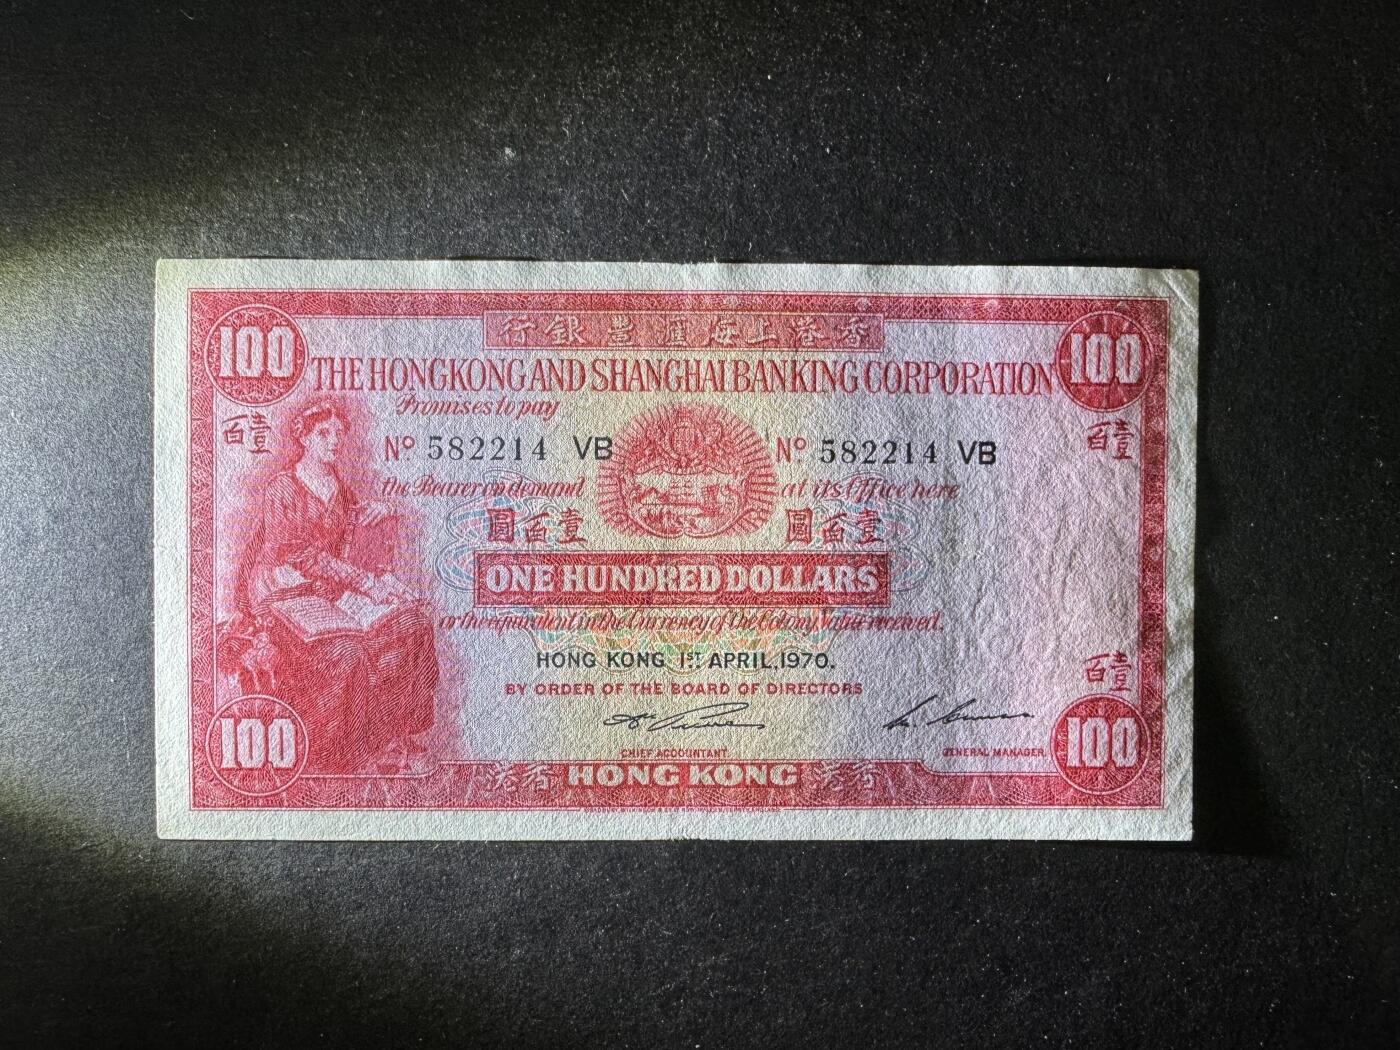 行銀豐匯海上港香
100 100
THE HONGKONG AND SHANGHAI BANKING CORPORATION
Promises to pay
百壹 百壹
Nº 582214 VB Nº 582214 VB
the Bearer on demand at its Office here
圓百壹 圓百壹
ONE HUNDRED DOLLARS
or the equivalent in the Currency of the Colony, Value received.
HONG KONG 1ST APRIL, 1970.
百壹
BY ORDER OF THE BOARD OF DIRECTORS
CHIEF ACCOUNTANT GENERAL MANAGER
100 100
港香 HONG KONG 港香